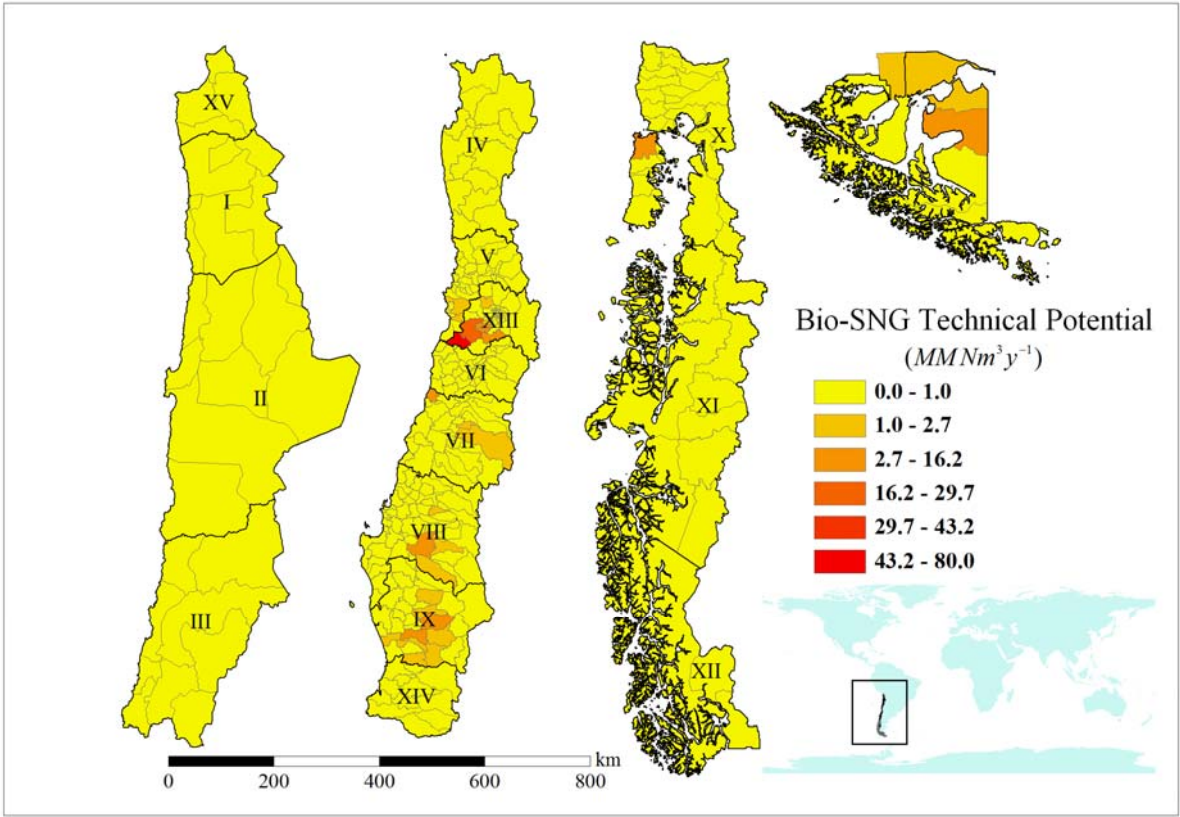 XV
I
II
III
IV
V
XIII
VI
VII
VIII
IX
XIV
X
XI
XII
Bio-SNG Technical Potential
(MMNm³y⁻¹)
0.0 - 1.0
1.0 - 2.7
2.7 - 16.2
16.2 - 29.7
29.7 - 43.2
43.2 - 80.0
km
0 200 400 600 800